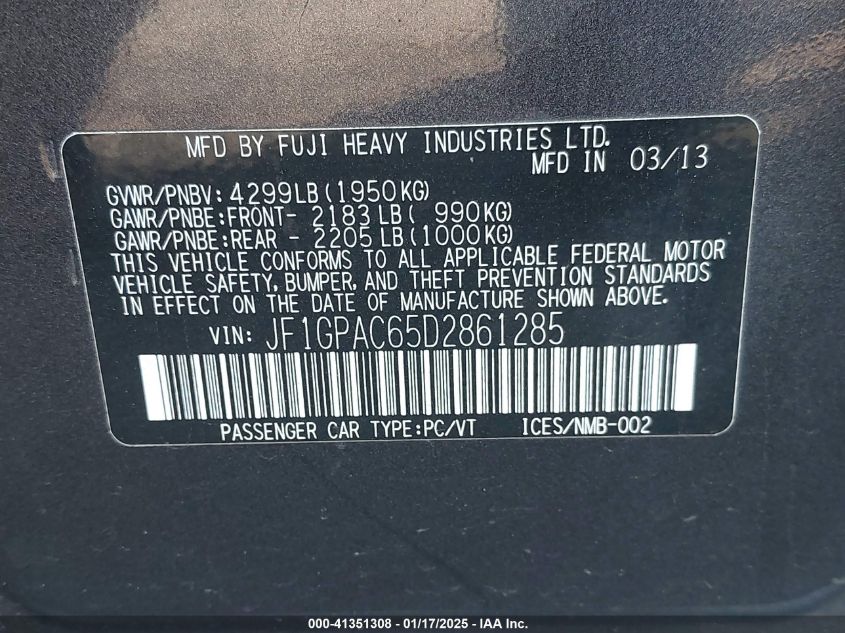 MFD BY FUJI HEAVY INDUSTRIES LTD.
MFD IN 03/13
GVWR/PNBV: 4299LB(1950KG)
GAWR/PNBE:FRONT- 2183LB( 990KG)
GAWR/PNBE:REAR - 2205LB(1000KG)
THIS VEHICLE CONFORMS TO ALL APPLICABLE FEDERAL MOTOR
VEHICLE SAFETY, BUMPER, AND THEFT PREVENTION STANDARDS
IN EFFECT ON THE DATE OF MANUFACTURE SHOWN ABOVE.
VIN: JF1GPAC65D2861285
PASSENGER CAR TYPE:PC/VT ICES/NMB-002
000-41351308 - 01/17/2025 - IAA Inc.